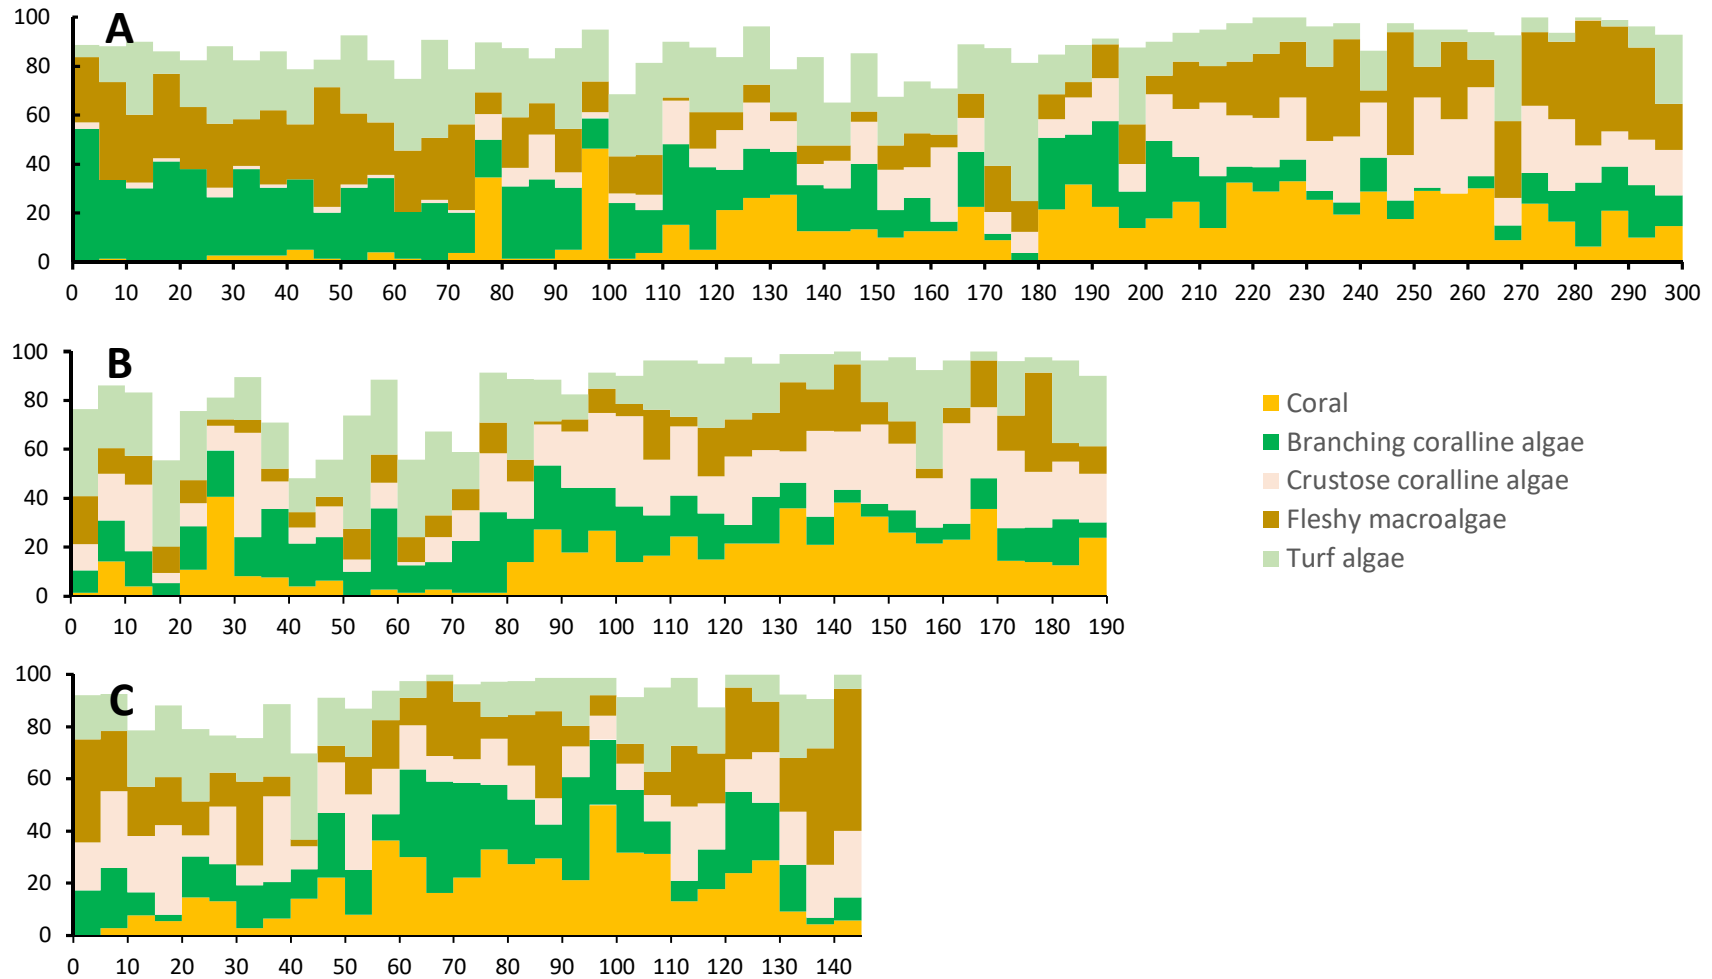 A
100
80
60
40
20
0
0 10 20 30 40 50 60 70 80 90 100 110 120 130 140 150 160 170 180 190 200 210 220 230 240 250 260 270 280 290 300
B
100
80
60
40
20
0
0 10 20 30 40 50 60 70 80 90 100 110 120 130 140 150 160 170 180 190
Coral
Branching coralline algae
Crustose coralline algae
Fleshy macroalgae
Turf algae
C
100
80
60
40
20
0
0 10 20 30 40 50 60 70 80 90 100 110 120 130 140